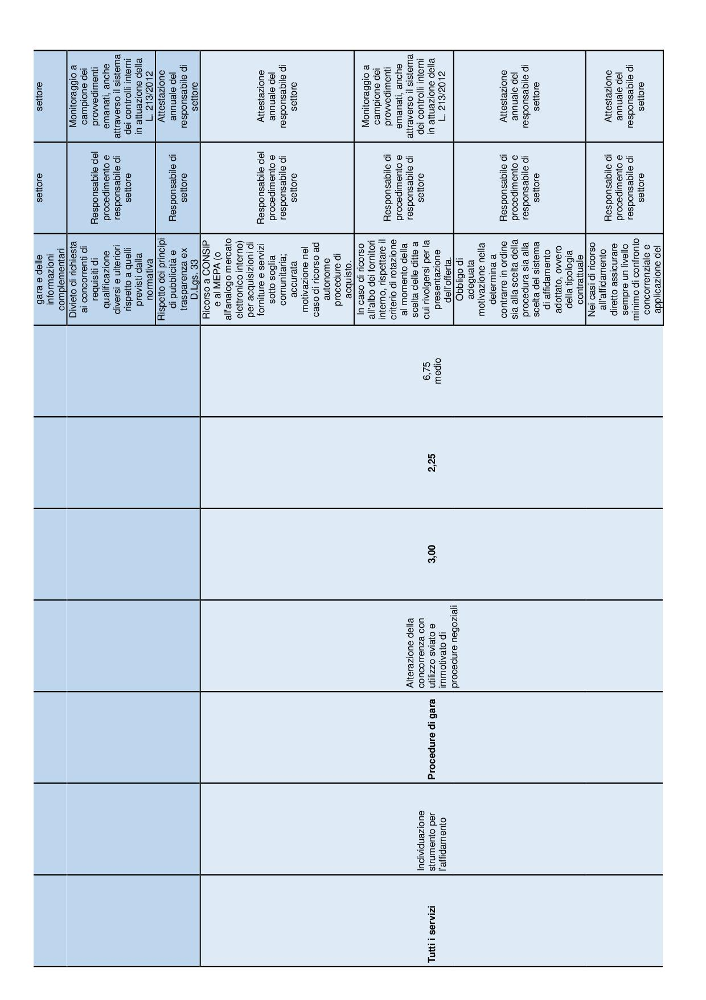 gara e delle
informazioni
complementari
settore
settore
Divieto di richiesta
ai concorrenti di
requisiti di
qualificazione
diversi e ulteriori
rispetto a quelli
previsti dalla
normativa
Responsabile del
procedimento e
responsabile di
settore
Monitoraggio a
campione dei
provvedimenti
emanati, anche
attraverso il sistema
dei controlli interni
in attuazione della
L. 213/2012
Rispetto dei principi
di pubblicità e
trasparenza ex
D.Lgs. 33
Responsabile di
settore
Attestazione
annuale del
responsabile di
settore
Tutti i servizi
Individuazione
strumento per
l'affidamento
Procedure di gara
Alterazione della
concorrenza con
utilizzo sviato e
immotivato di
procedure negoziali
3,00
2,25
6,75
medio
Ricorso a CONSIP
e al MEPA (o
all'analogo mercato
elettronico interno)
per acquisizioni di
forniture e servizi
sotto soglia
comunitaria;
accurata
motivazione nel
caso di ricorso ad
autonome
procedure di
acquisto.
Responsabile del
procedimento e
responsabile di
settore
Attestazione
annuale del
responsabile di
settore
In caso di ricorso
all'albo dei fornitori
interno, rispettare il
criterio di rotazione
al momento della
scelta delle ditte a
cui rivolgersi per la
presentazione
dell'offerta.
Responsabile di
procedimento e
responsabile di
settore
Monitoraggio a
campione dei
provvedimenti
emanati, anche
attraverso il sistema
dei controlli interni
in attuazione della
L. 213/2012
Obbligo di
adeguata
motivazione nella
determina a
contrarre in ordine
sia alla scelta della
procedura sia alla
scelta del sistema
di affidamento
adottato, ovvero
della tipologia
contrattuale
Responsabile di
procedimento e
responsabile di
settore
Attestazione
annuale del
responsabile di
settore
Nei casi di ricorso
all'affidamento
diretto assicurare
sempre un livello
minimo di confronto
concorrenziale e
applicazione del
Responsabile di
procedimento e
responsabile di
settore
Attestazione
annuale del
responsabile di
settore